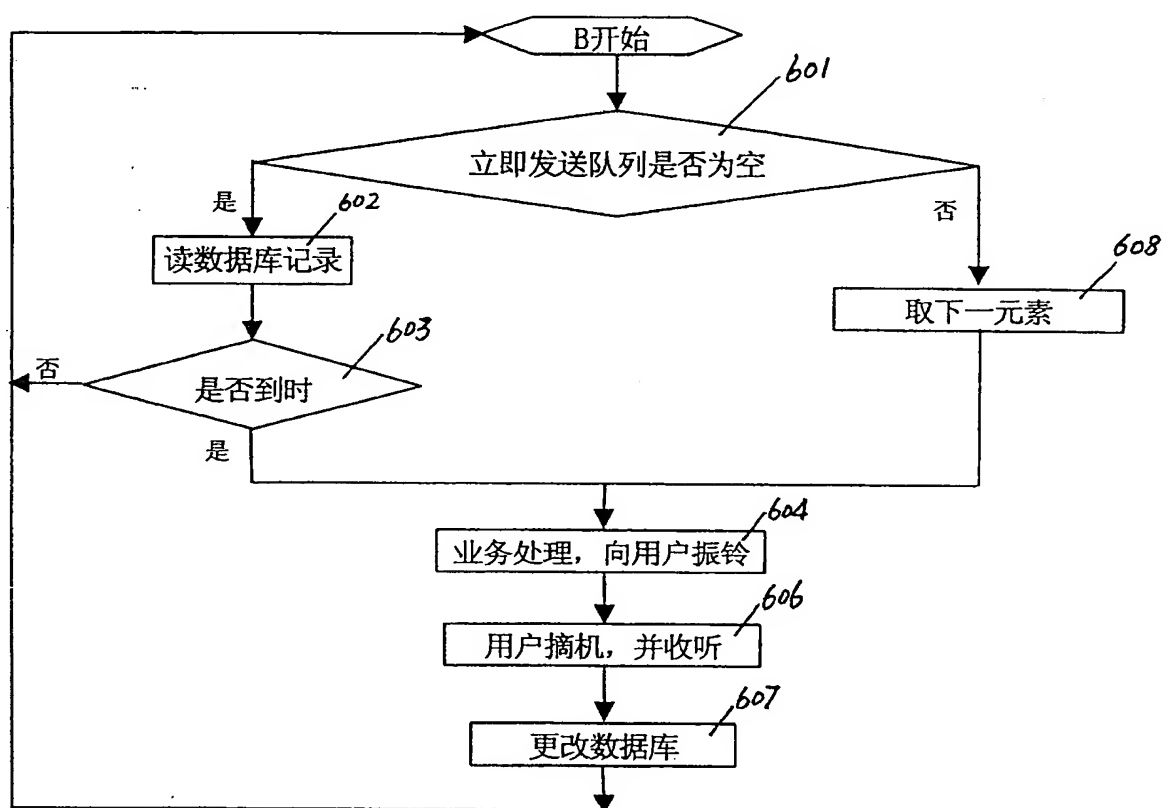 B开始
601
立即发送队列是否为空
是
602
否
读数据库记录
608
取下一元素
603
否
是否到时
是
604
业务处理，向用户振铃
606
用户摘机，并收听
607
更改数据库